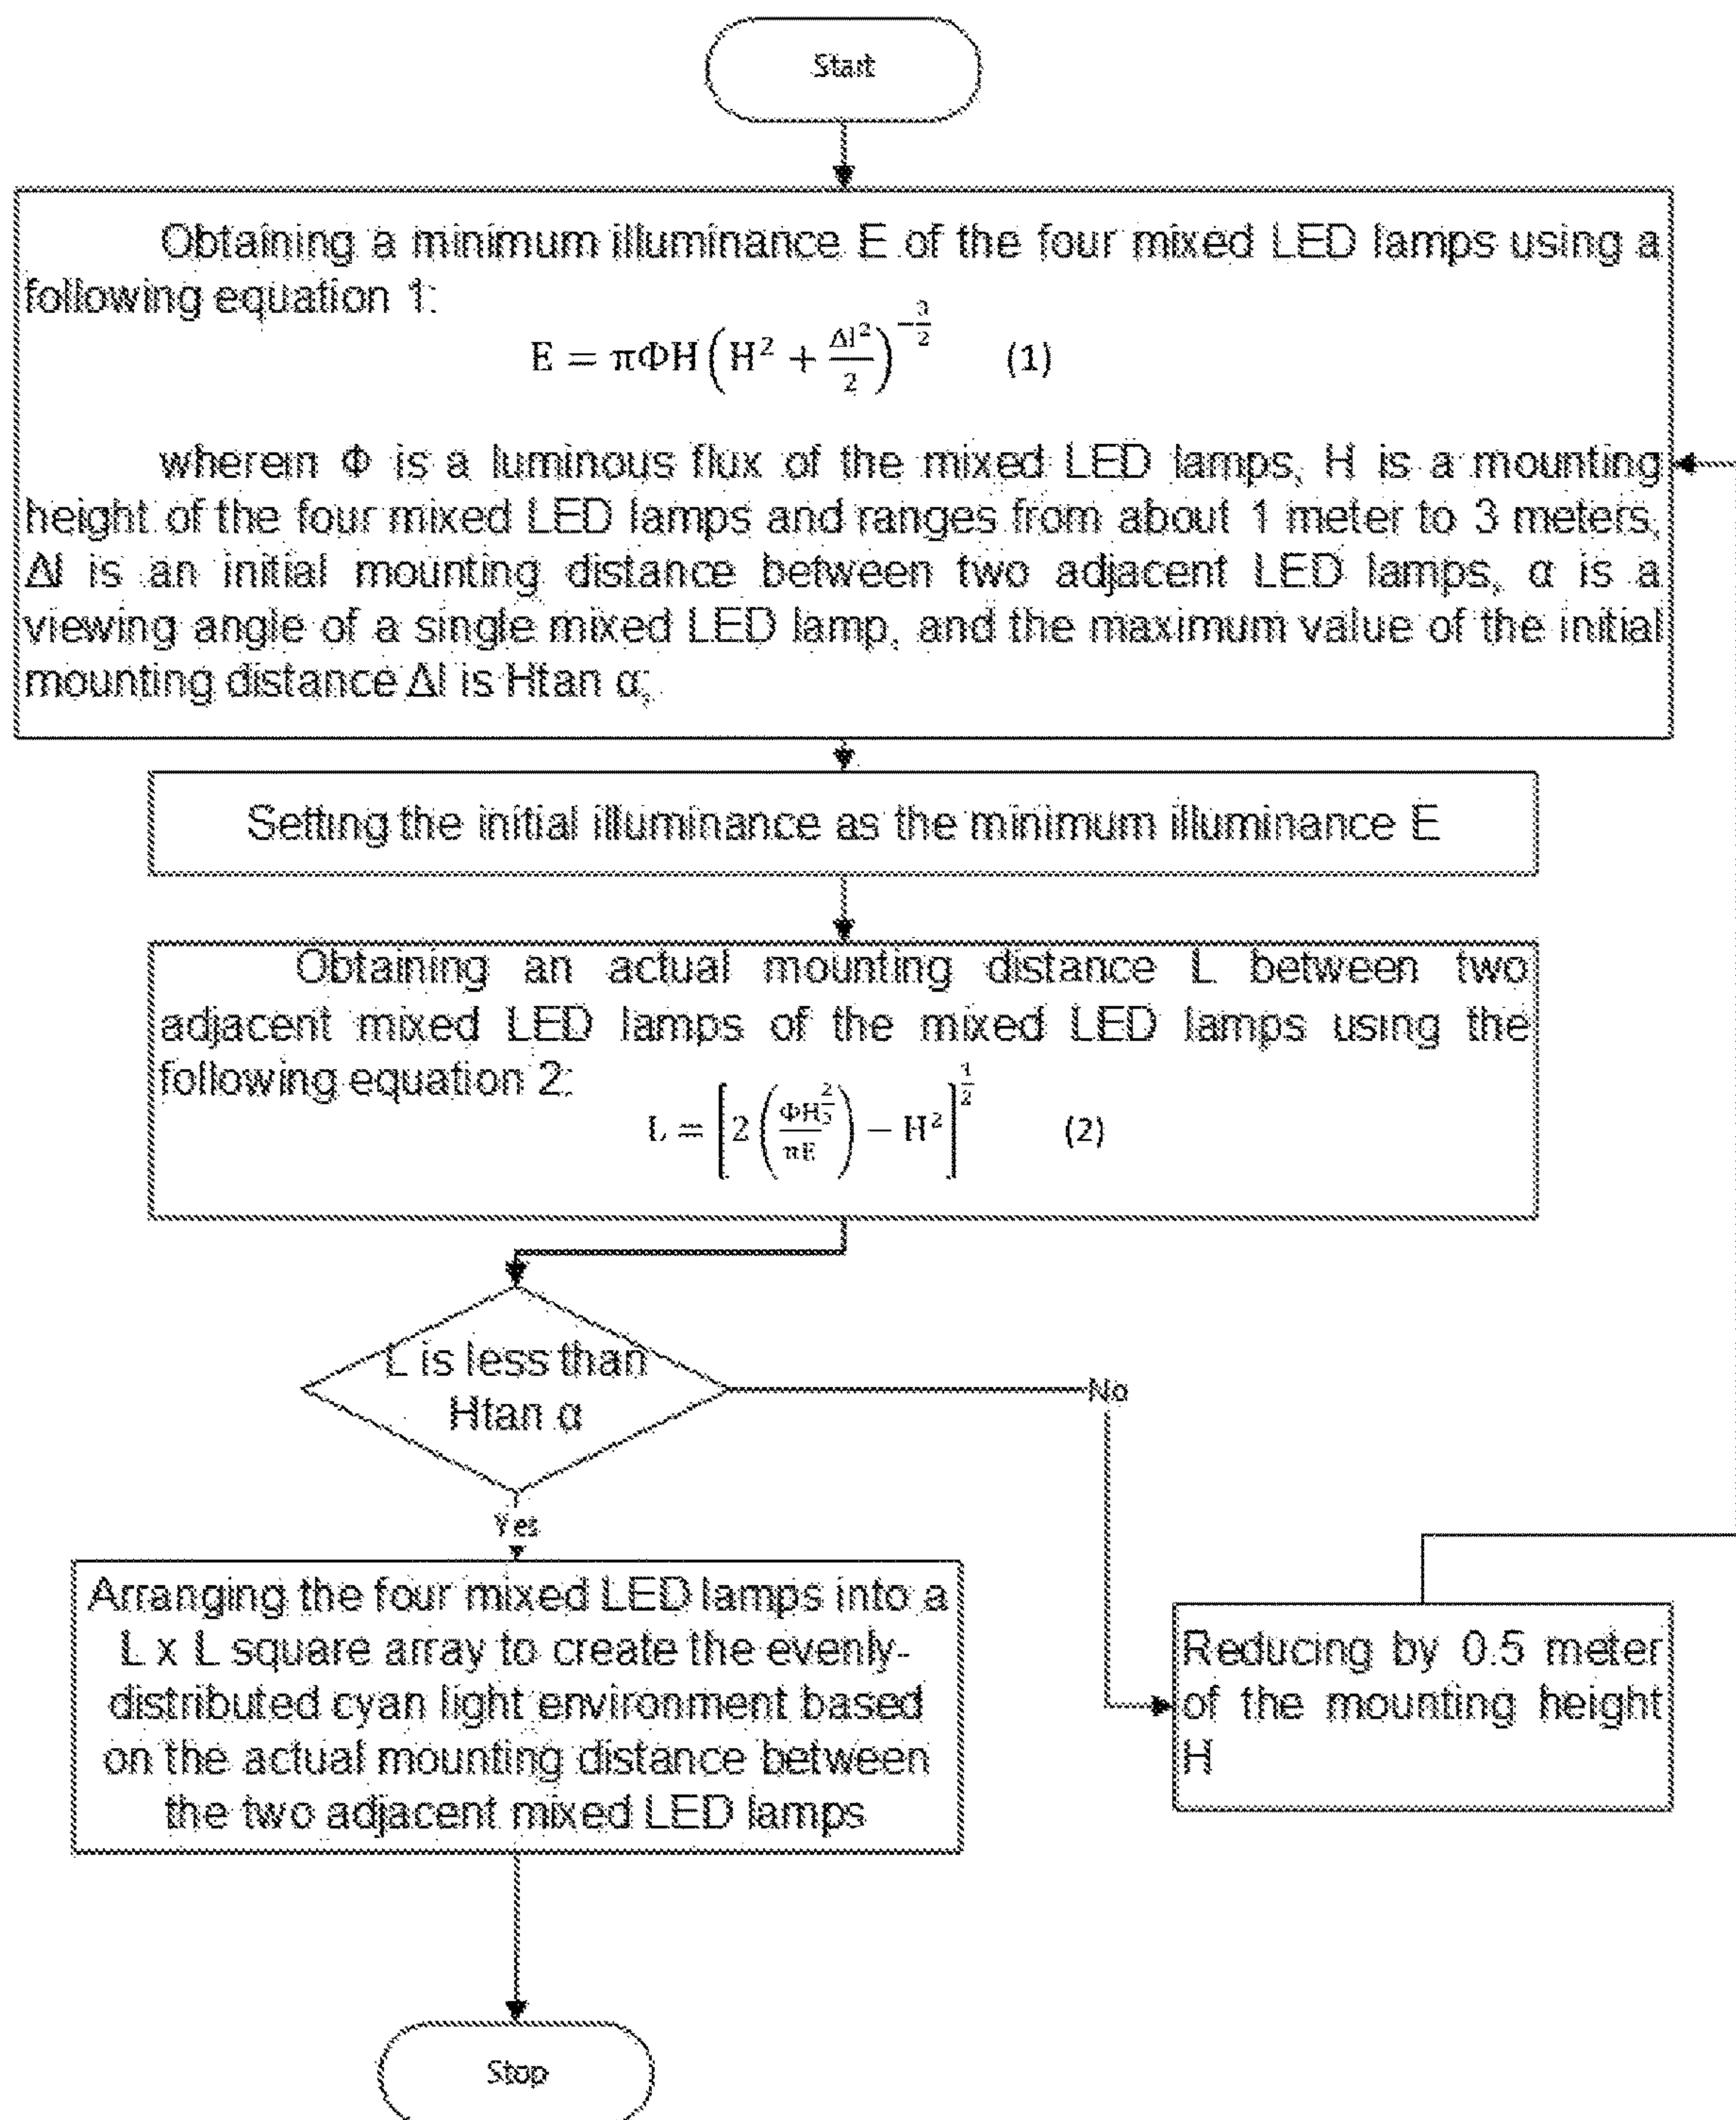 Start
Obtaining a minimum illuminance E of the four mixed LED lamps using a
following equation 1:
E = πΦH(H² + Δl²/2)^(-3/2) (1)
wherein Φ is a luminous flux of the mixed LED lamps, H is a mounting
height of the four mixed LED lamps and ranges from about 1 meter to 3 meters,
Δl is an initial mounting distance between two adjacent LED lamps, α is a
viewing angle of a single mixed LED lamp, and the maximum value of the initial
mounting distance Δl is Htan α;
Setting the initial illuminance as the minimum illuminance E
Obtaining an actual mounting distance L between two
adjacent mixed LED lamps of the mixed LED lamps using the
following equation 2:
L = [2(ΦH^(2/3)/πE) − H²]^(1/2) (2)
L is less than
Htan α
No
Yes
Arranging the four mixed LED lamps into a
L x L square array to create the evenly-
distributed cyan light environment based
on the actual mounting distance between
the two adjacent mixed LED lamps
Reducing by 0.5 meter
of the mounting height
H
Stop